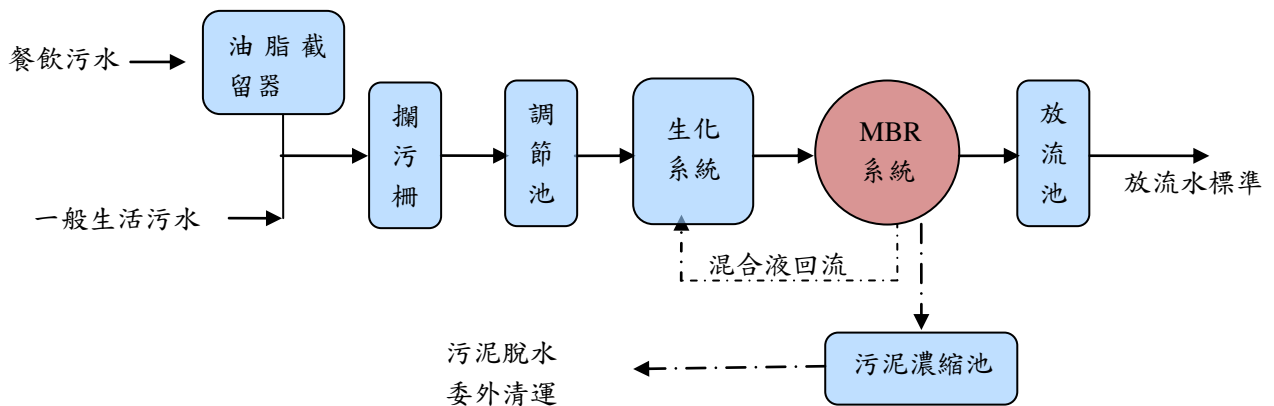 餐飲污水
油脂截
留器
一般生活污水
攔
污
柵
調
節
池
生化
系統
MBR
系統
放
流
池
放流水標準
混合液回流
污泥濃縮池
污泥脫水
委外清運